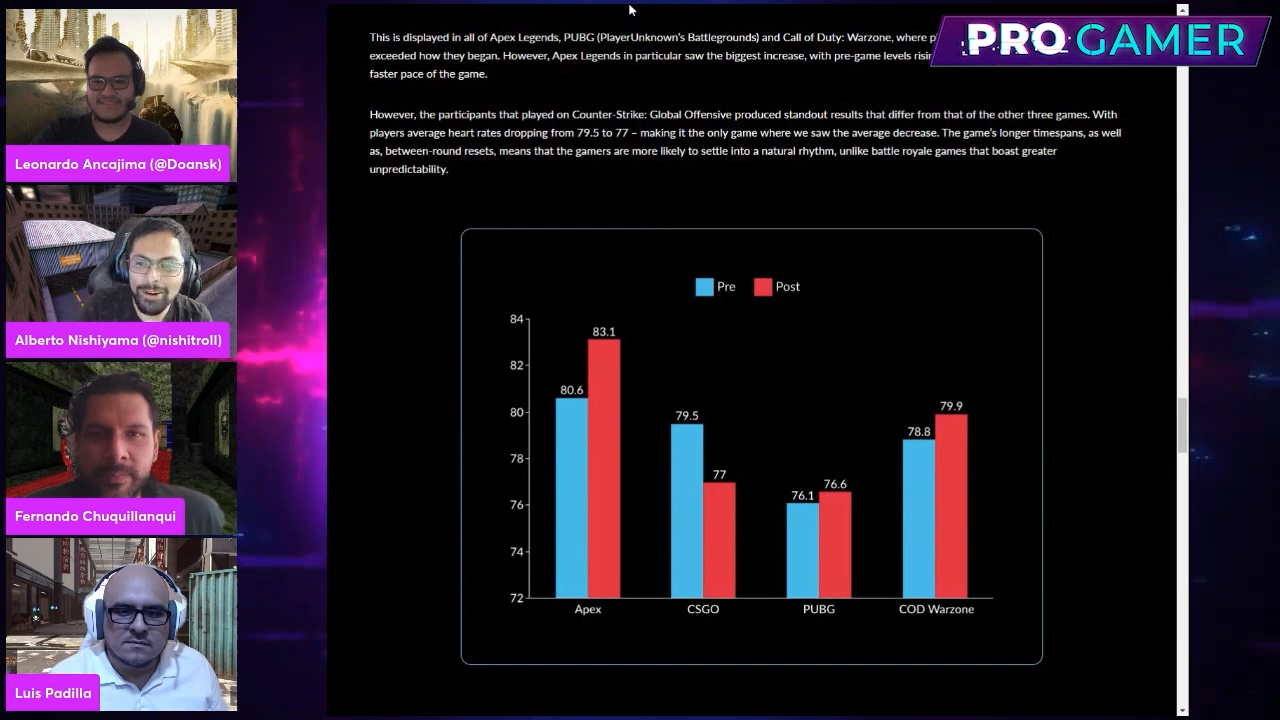 This is displayed in all of Apex Legends, PUBG (PlayerUnknown's Battlegrounds) and Call of Duty: Warzone, where
exceeded how they began. However, Apex Legends in particular saw the biggest increase, with pre-game levels
faster pace of the game.
PRO GAMER
However, the participants that played on Counter-Strike: Global Offensive produced standout results that differ from that of the other three games. With
players average heart rates dropping from 79.5 to 77 – making it the only game where we saw the average decrease. The game's longer timespans, as well
as, between-round resets, means that the gamers are more likely to settle into a natural rhythm, unlike battle royale games that boast greater
unpredictability.
Leonardo Ancajima (@Doansk)
Alberto Nishiyama (@nishitroll)
Fernando Chuquillanqui
Luis Padilla
Pre Post
84
82
80
78
76
74
72
80.6 83.1
79.5 77
76.1 76.6
78.8 79.9
Apex CSGO PUBG COD Warzone